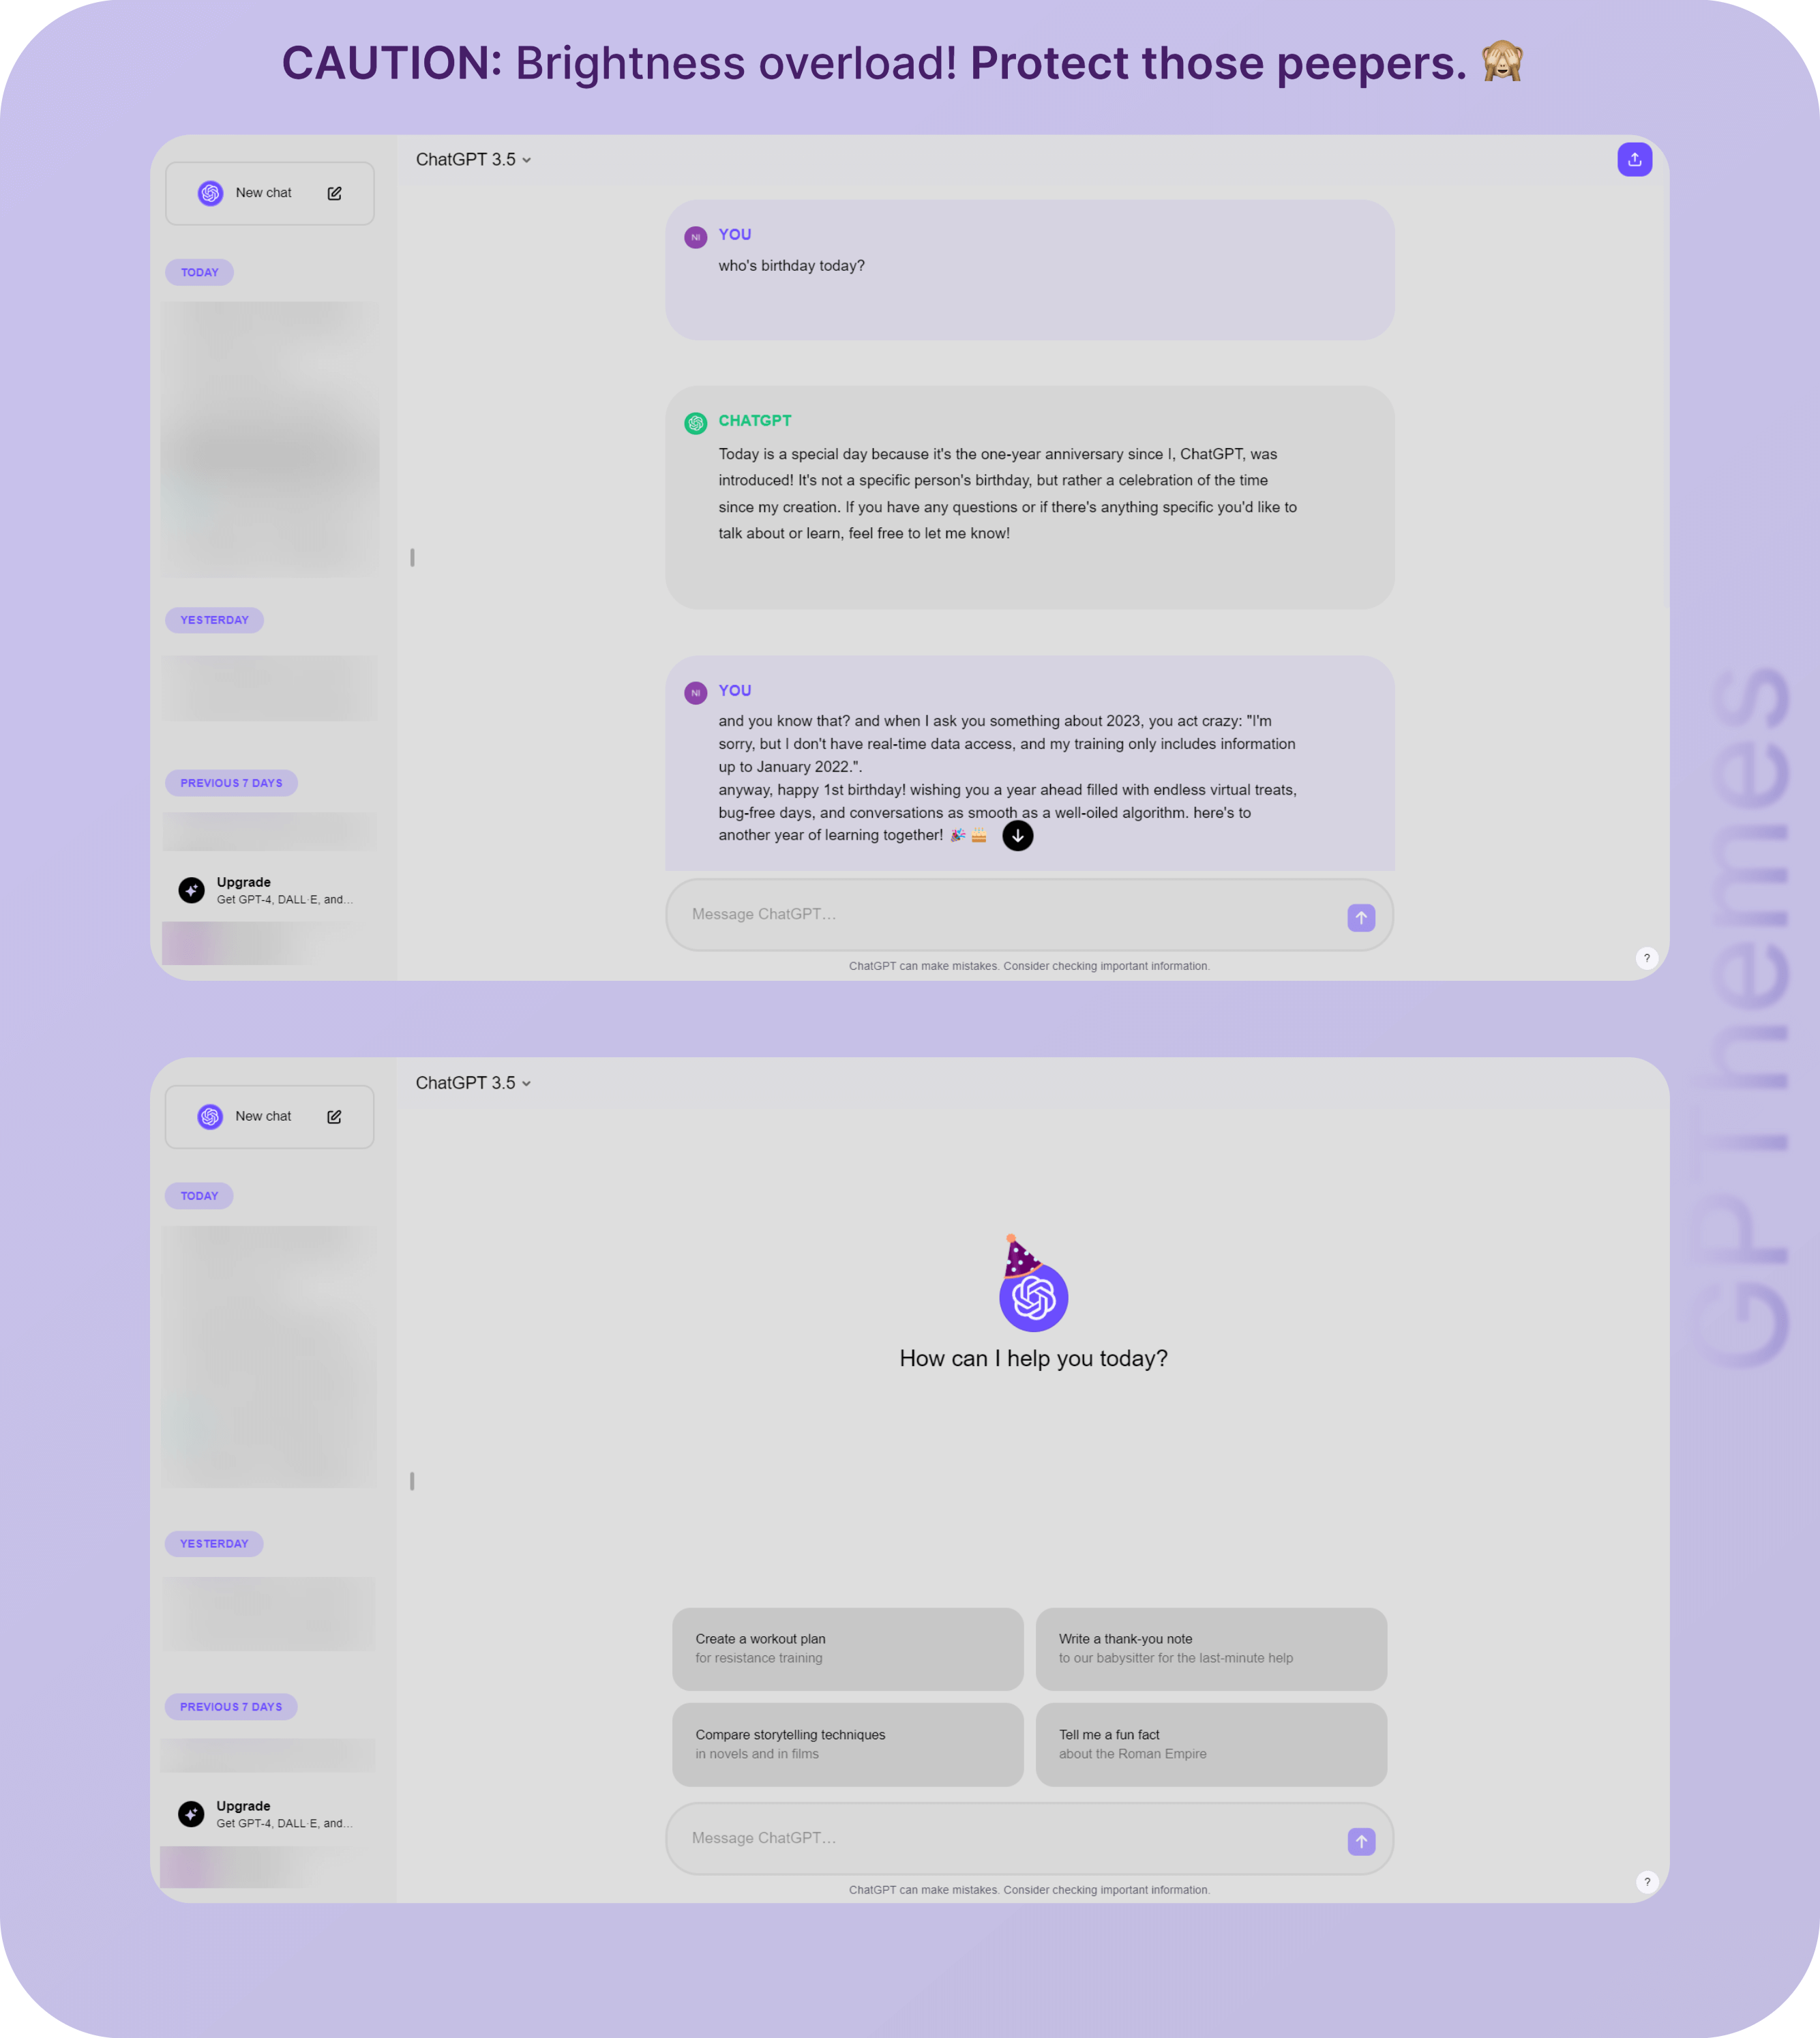 CAUTION: Brightness overload! Protect those peepers. 🙈
ChatGPT 3.5
New chat
TODAY
YESTERDAY
PREVIOUS 7 DAYS
Upgrade
Get GPT-4, DALL·E, and...
NI
YOU
who's birthday today?
CHATGPT
Today is a special day because it's the one-year anniversary since I, ChatGPT, was
introduced! It's not a specific person's birthday, but rather a celebration of the time
since my creation. If you have any questions or if there's anything specific you'd like to
talk about or learn, feel free to let me know!
NI
YOU
and you know that? and when I ask you something about 2023, you act crazy: "I'm
sorry, but I don't have real-time data access, and my training only includes information
up to January 2022.".
anyway, happy 1st birthday! wishing you a year ahead filled with endless virtual treats,
bug-free days, and conversations as smooth as a well-oiled algorithm. here's to
another year of learning together! 🎉 🎂
Message ChatGPT...
ChatGPT can make mistakes. Consider checking important information.
?
GPThemes
ChatGPT 3.5
New chat
TODAY
YESTERDAY
PREVIOUS 7 DAYS
Upgrade
Get GPT-4, DALL·E, and...
How can I help you today?
Create a workout plan
for resistance training
Write a thank-you note
to our babysitter for the last-minute help
Compare storytelling techniques
in novels and in films
Tell me a fun fact
about the Roman Empire
Message ChatGPT...
ChatGPT can make mistakes. Consider checking important information.
?